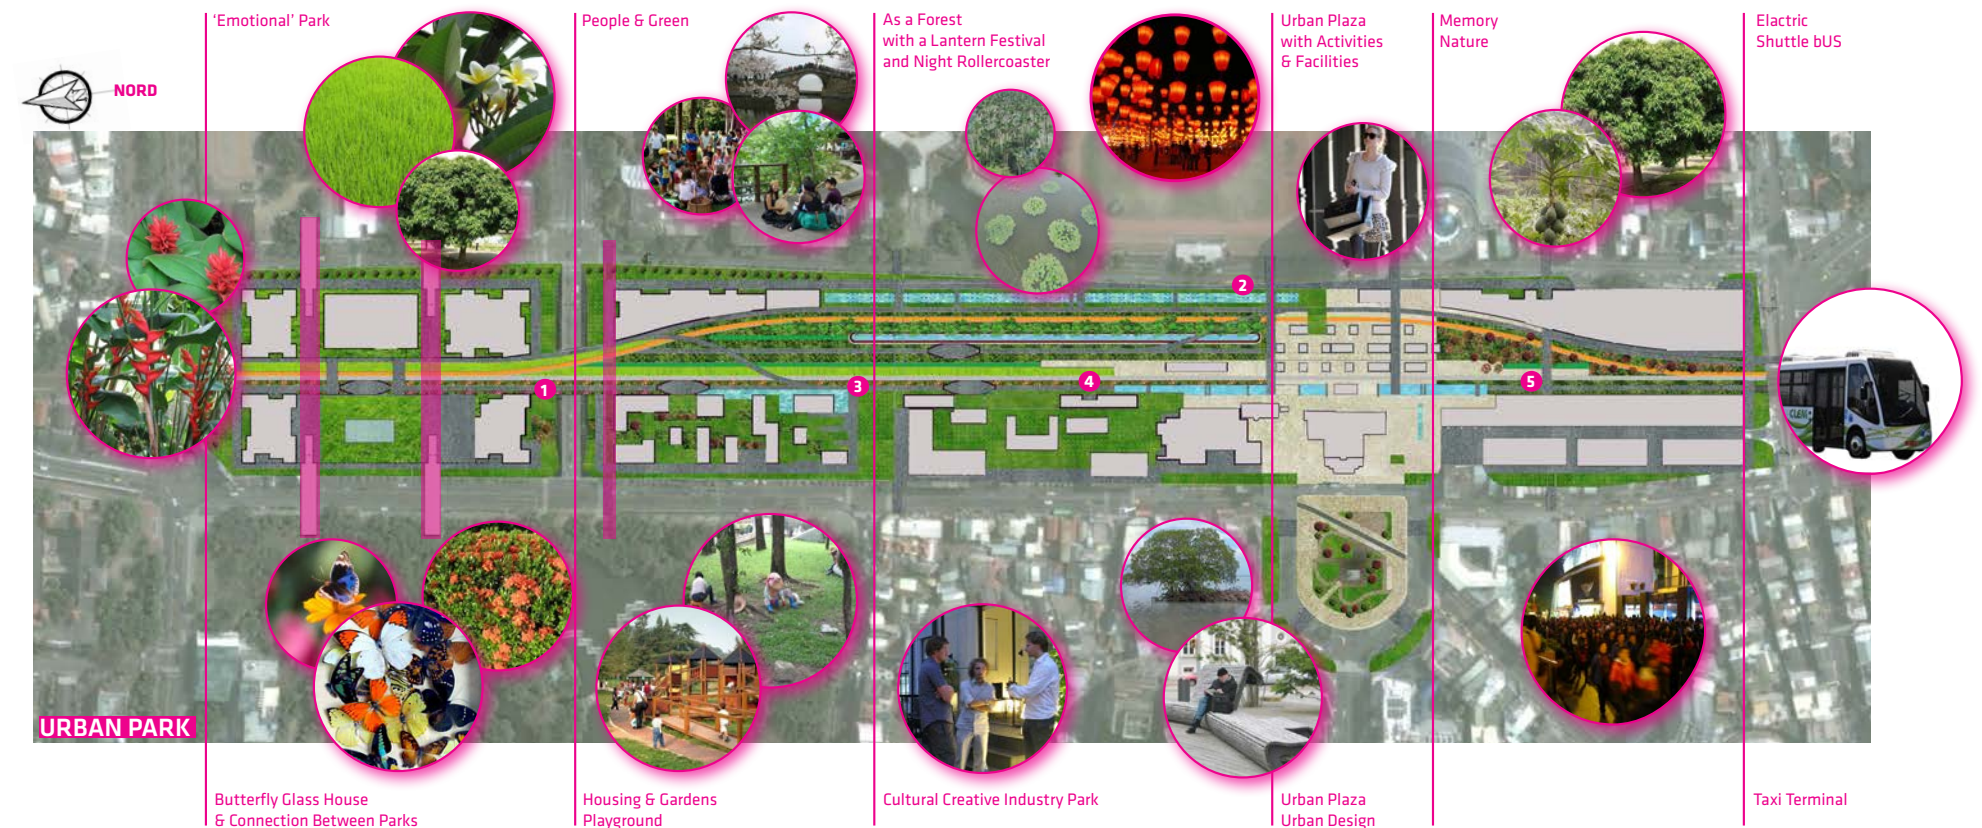 'Emotional' Park
People & Green
As a Forest
with a Lantern Festival
and Night Rollercoaster
Urban Plaza
with Activities
& Facilities
Memory
Nature
Elactric
Shuttle bUS
NORD
2
1
3
4
5
URBAN PARK
Butterfly Glass House
& Connection Between Parks
Housing & Gardens
Playground
Cultural Creative Industry Park
Urban Plaza
Urban Design
Taxi Terminal